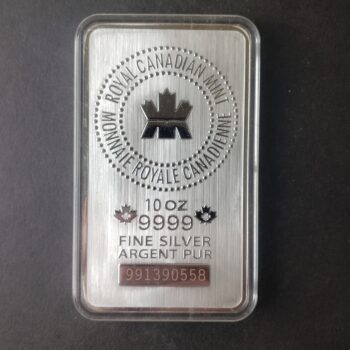 ROYAL CANADIAN MINT
MONNAIE ROYALE CANADIENNE
10 OZ
9999
FINE SILVER
ARGENT PUR
991390558